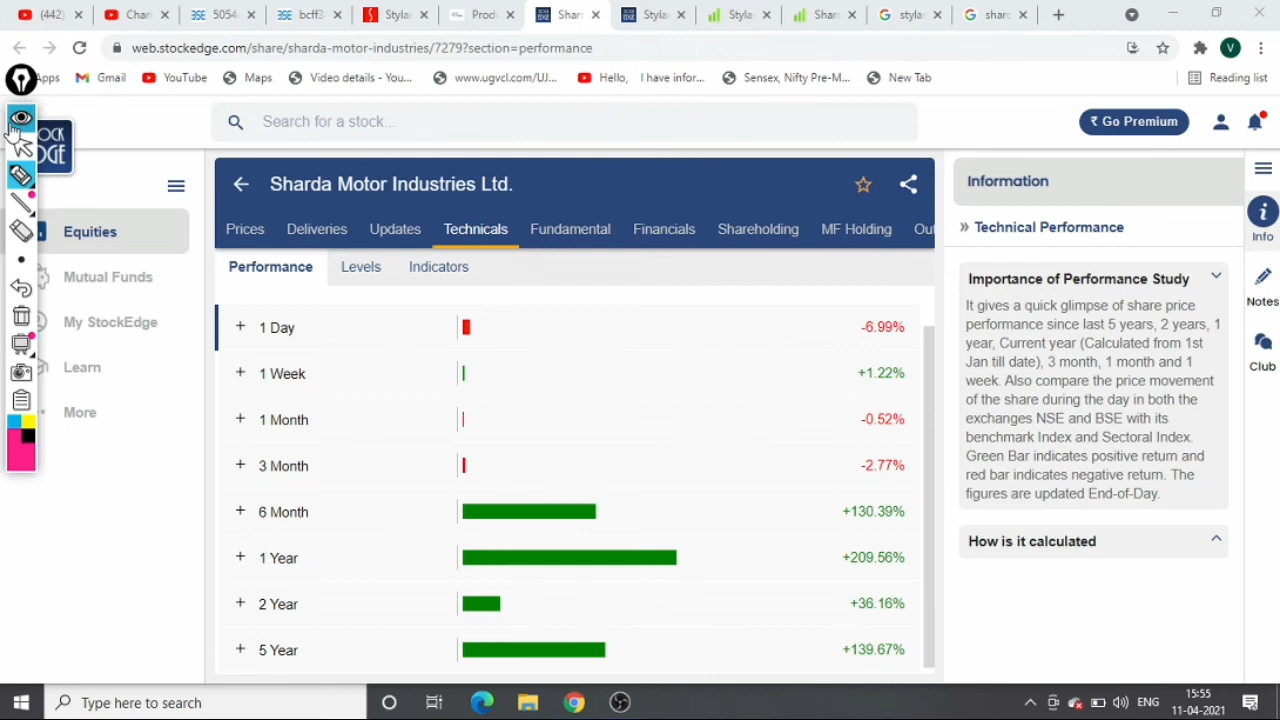 (442)
Chan
5054
bcff3
Styla
Prod
Shard
Styla
Styla
Shard
styla
shard
web.stockedge.com/share/sharda-motor-industries/7279?section=performance
V
pps
Gmail
YouTube
Maps
Video details - You...
www.ugvcl.com/UJ...
Hello, I have infor...
Sensex, Nifty Pre-M...
New Tab
Reading list
OCK
DGE
Search for a stock...
₹ Go Premium
Equities
Mutual Funds
My StockEdge
Learn
More
Sharda Motor Industries Ltd.
Prices Deliveries Updates Technicals Fundamental Financials Shareholding MF Holding Ou
Performance Levels Indicators
+ 1 Day -6.99%
+ 1 Week +1.22%
+ 1 Month -0.52%
+ 3 Month -2.77%
+ 6 Month +130.39%
+ 1 Year +209.56%
+ 2 Year +36.16%
+ 5 Year +139.67%
Information
» Technical Performance
Importance of Performance Study
It gives a quick glimpse of share price
performance since last 5 years, 2 years, 1
year, Current year (Calculated from 1st
Jan till date), 3 month, 1 month and 1
week. Also compare the price movement
of the share during the day in both the
exchanges NSE and BSE with its
benchmark Index and Sectoral Index.
Green Bar indicates positive return and
red bar indicates negative return. The
figures are updated End-of-Day.
How is it calculated
Info
Notes
Club
Type here to search
ENG
15:55
11-04-2021